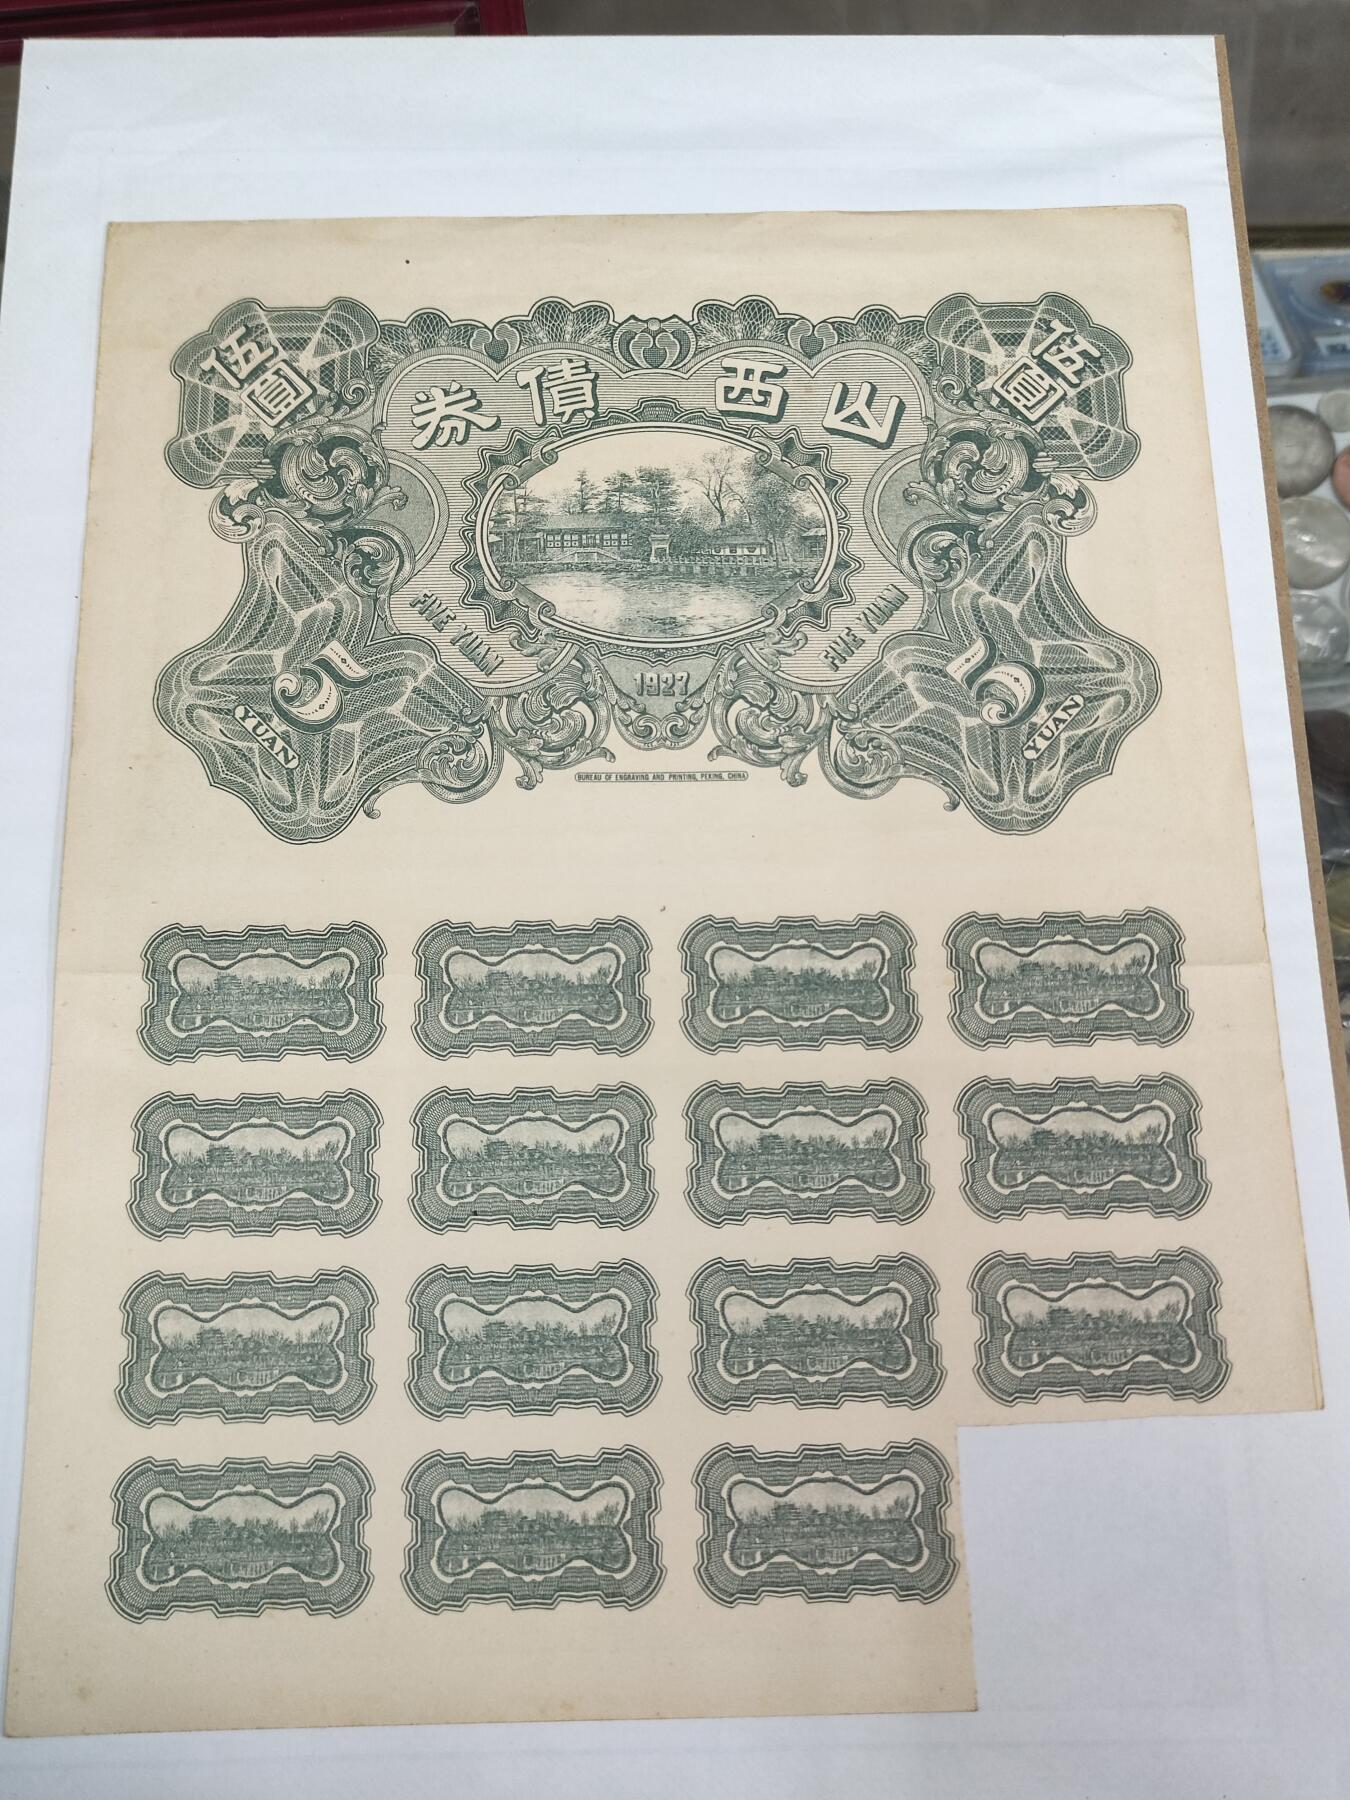 山西債券
伍圓
伍圓
FIVE YUAN
FIVE YUAN
5
YUAN
5
YUAN
1927
BUREAU OF ENGRAVING AND PRINTING, PEKING, CHINA